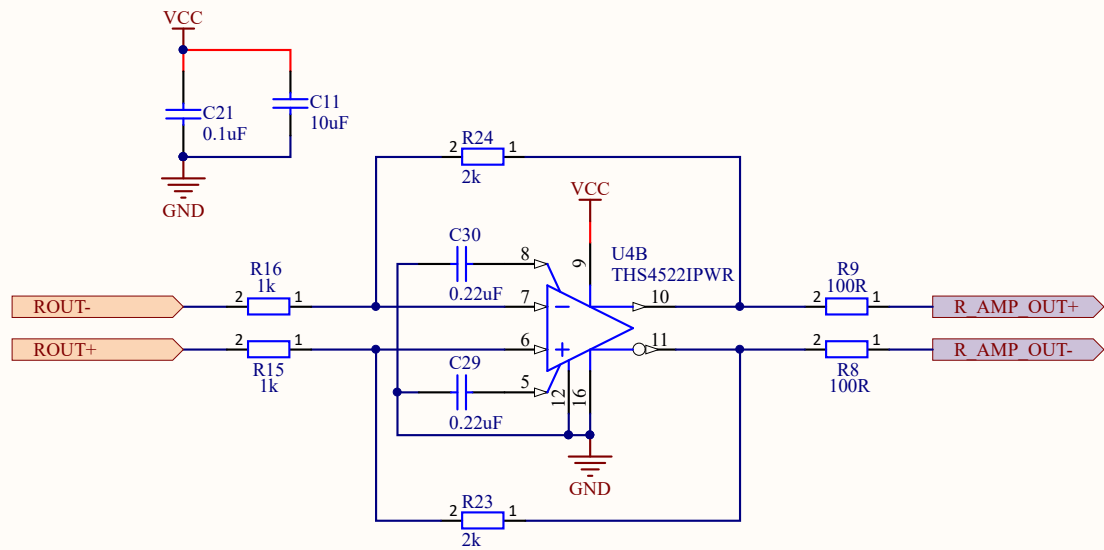 VCC
C21
0.1uF
C11
10uF
GND
R24
2 1
2k
VCC
C30
8
0.22uF
9
U4B
THS4522IPWR
R16
1k
2 1
ROUT-
7
10
R9
100R
2 1
R_AMP_OUT+
ROUT+
2 1
R15
1k
6
11
2 1
R8
100R
R_AMP_OUT-
C29
5
0.22uF
12
16
GND
R23
2 1
2k